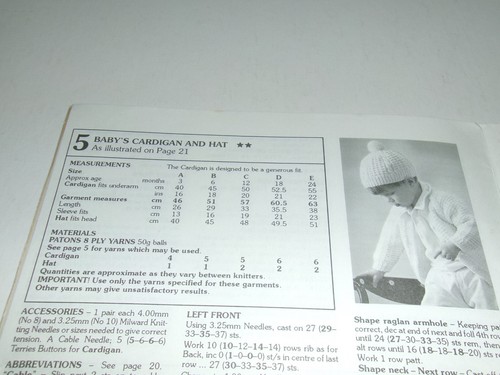 5 BABY'S CARDIGAN AND HAT ★★
As illustrated on Page 21
MEASUREMENTS The Cardigan is designed to be a generous fit.
Size A B C D E
Approx age months 3 6 12 18 24
Cardigan fits underarm cm 40 45 50 52.5 55
ins 16 18 20 21 22
Garment measures cm 46 51 57 60.5 63
Length cm 26 29 33 35.5 38
Sleeve fits cm 13 16 19 21 23
Hat fits head cm 40 45 48 49.5 51
MATERIALS
PATONS 8 PLY YARNS 50g balls
See page 5 for yarns which may be used.
Cardigan 4 5 5 6 6
Hat 1 1 2 2 2
Quantities are approximate as they vary between knitters.
IMPORTANT! Use only the yarns specified for these garments.
Other yarns may give unsatisfactory results.
ACCESSORIES – 1 pair each 4.00mm
(No 8) and 3.25mm (No 10) Milward Knit-
ting Needles or sizes needed to give correct
tension. A Cable Needle; 5 (5–6–6–6)
Terries Buttons for Cardigan.
ABBREVIATIONS – See page 20,
LEFT FRONT
Using 3.25mm Needles, cast on 27 (29–
33–35–37) sts.
Work 10 (10–12–14–14) rows rib as for
Back, inc 0 (1–0–0–0) st/s in centre of last
row ... 27 (30–33–35–37) sts.
Shape raglan armhole – Keeping pa
correct, dec at end of next and foll 4th row
until 24 (27–30–33–35) sts rem, then
alt rows until 16 (18–18–18–20) sts
Work 1 row patt.
Shape neck – Next row – Cast off